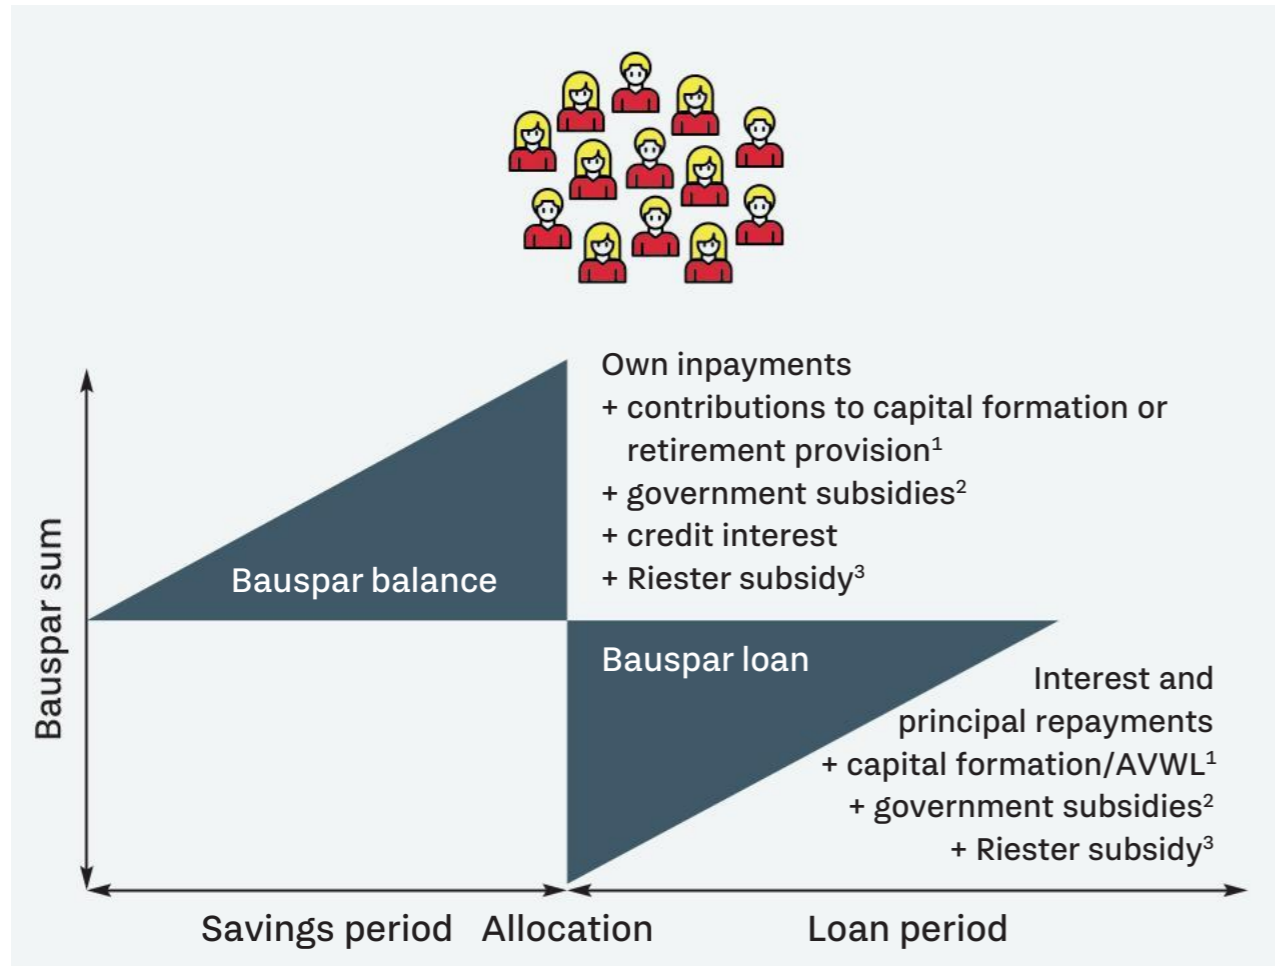 Own inpayments
+ contributions to capital formation or
retirement provision¹
+ government subsidies²
+ credit interest
+ Riester subsidy³
Bauspar sum
Bauspar balance
Bauspar loan
Interest and
principal repayments
+ capital formation/AVWL¹
+ government subsidies²
+ Riester subsidy³
Savings period
Allocation
Loan period